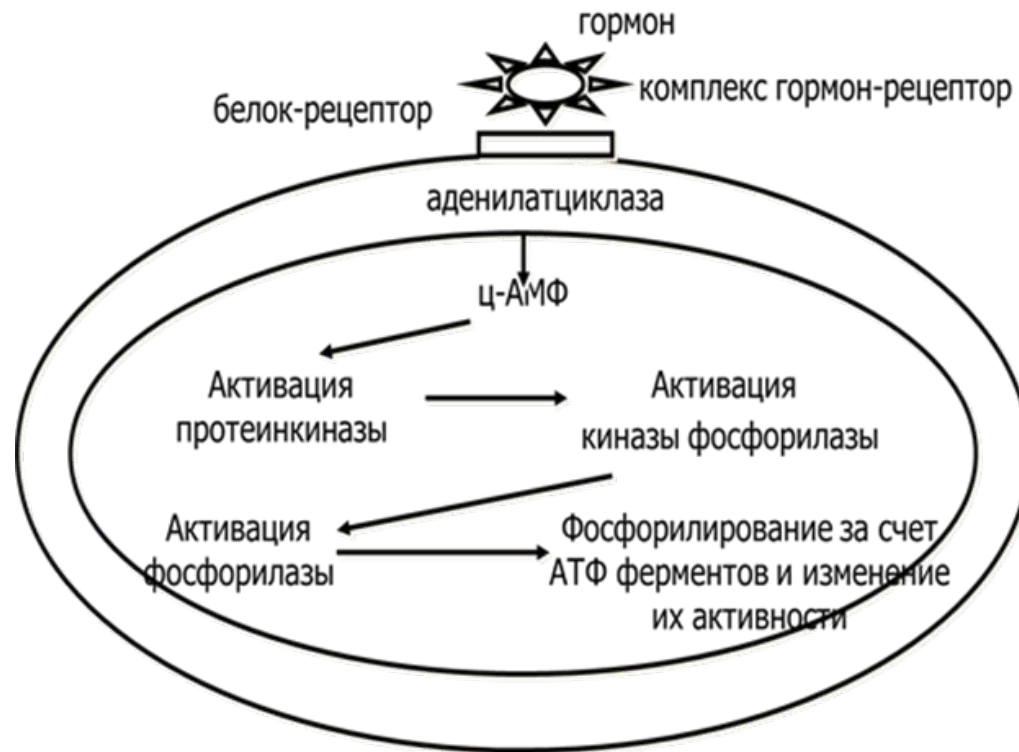 гормон
комплекс гормон-рецептор
белок-рецептор
аденилатциклаза
ц-АМФ
Активация
протеинкиназы
Активация
киназы фосфорилазы
Активация
фосфорилазы
Фосфорилирование за счет
АТФ ферментов и изменение
их активности